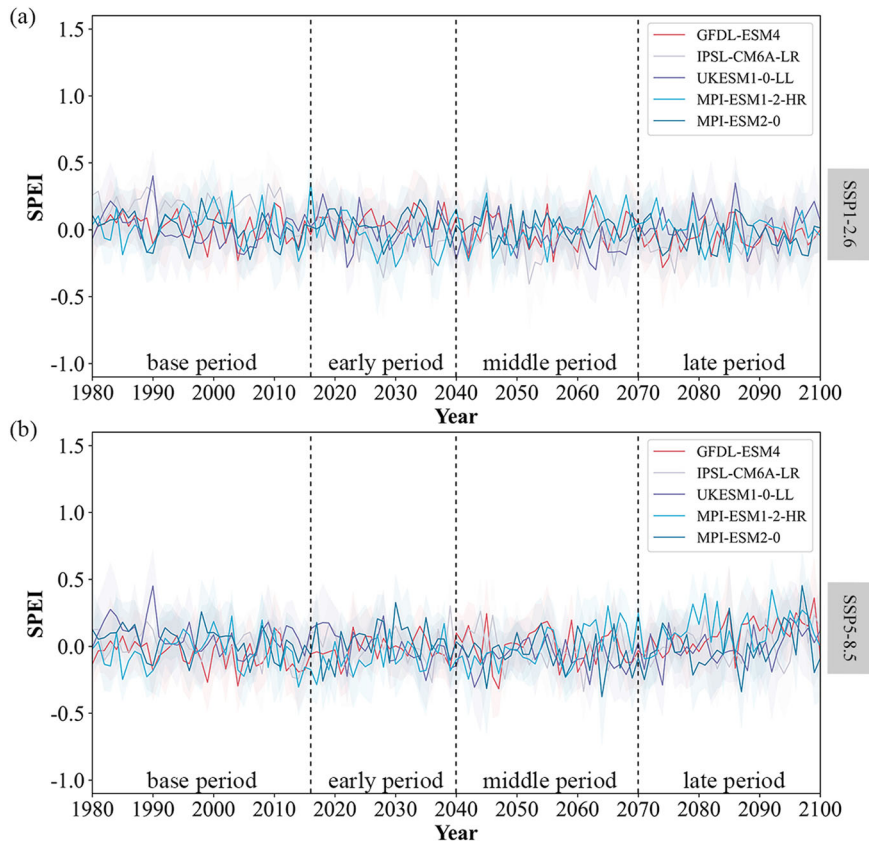 (a)
1.5
1.0
0.5
0.0
-0.5
-1.0
SPEI
GFDL-ESM4
IPSL-CM6A-LR
UKESM1-0-LL
MPI-ESM1-2-HR
MPI-ESM2-0
SSP1-2.6
base period early period middle period late period
1980 1990 2000 2010 2020 2030 2040 2050 2060 2070 2080 2090 2100
Year
(b)
1.5
1.0
0.5
0.0
-0.5
-1.0
SPEI
GFDL-ESM4
IPSL-CM6A-LR
UKESM1-0-LL
MPI-ESM1-2-HR
MPI-ESM2-0
SSP5-8.5
base period early period middle period late period
1980 1990 2000 2010 2020 2030 2040 2050 2060 2070 2080 2090 2100
Year